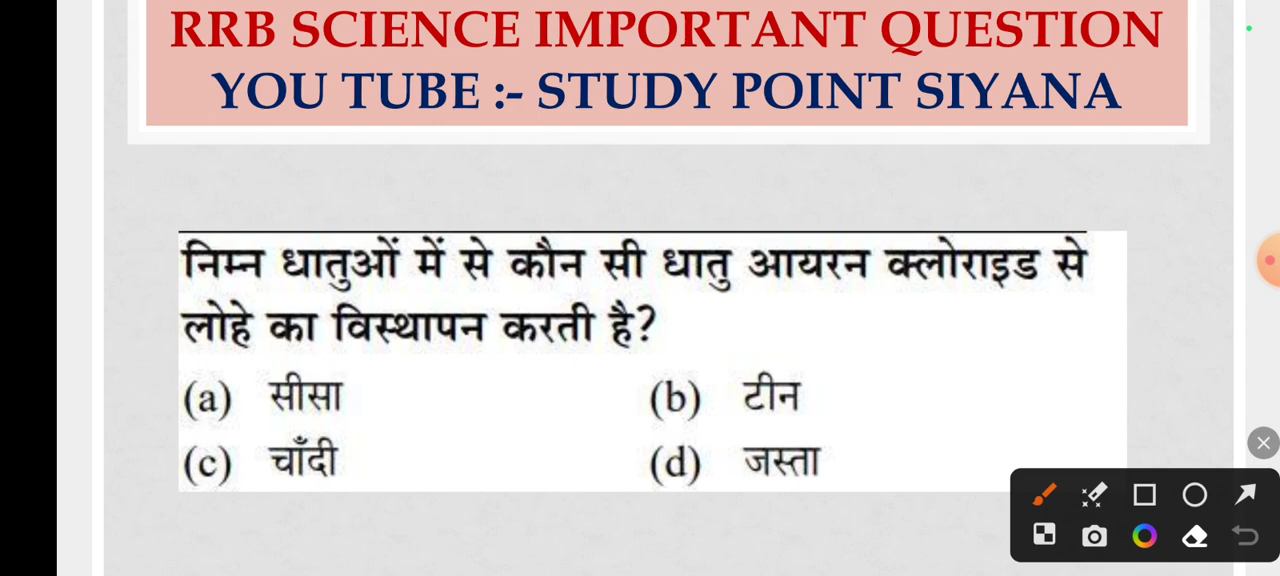 RRB SCIENCE IMPORTANT QUESTION
YOU TUBE :- STUDY POINT SIYANA
निम्न धातुओं में से कौन सी धातु आयरन क्लोराइड से
लोहे का विस्थापन करती है?
(a) सीसा (b) टीन
(c) चाँदी (d) जस्ता